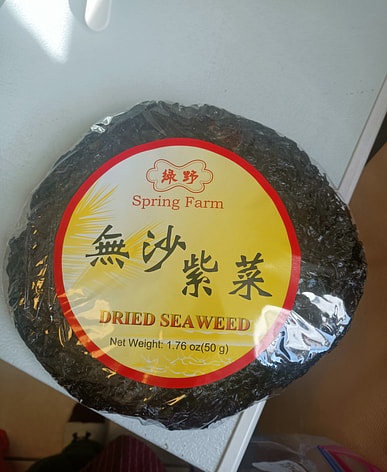 綠野
Spring Farm
無沙紫菜
DRIED SEAWEED
Net Weight: 1.76 oz(50 g)